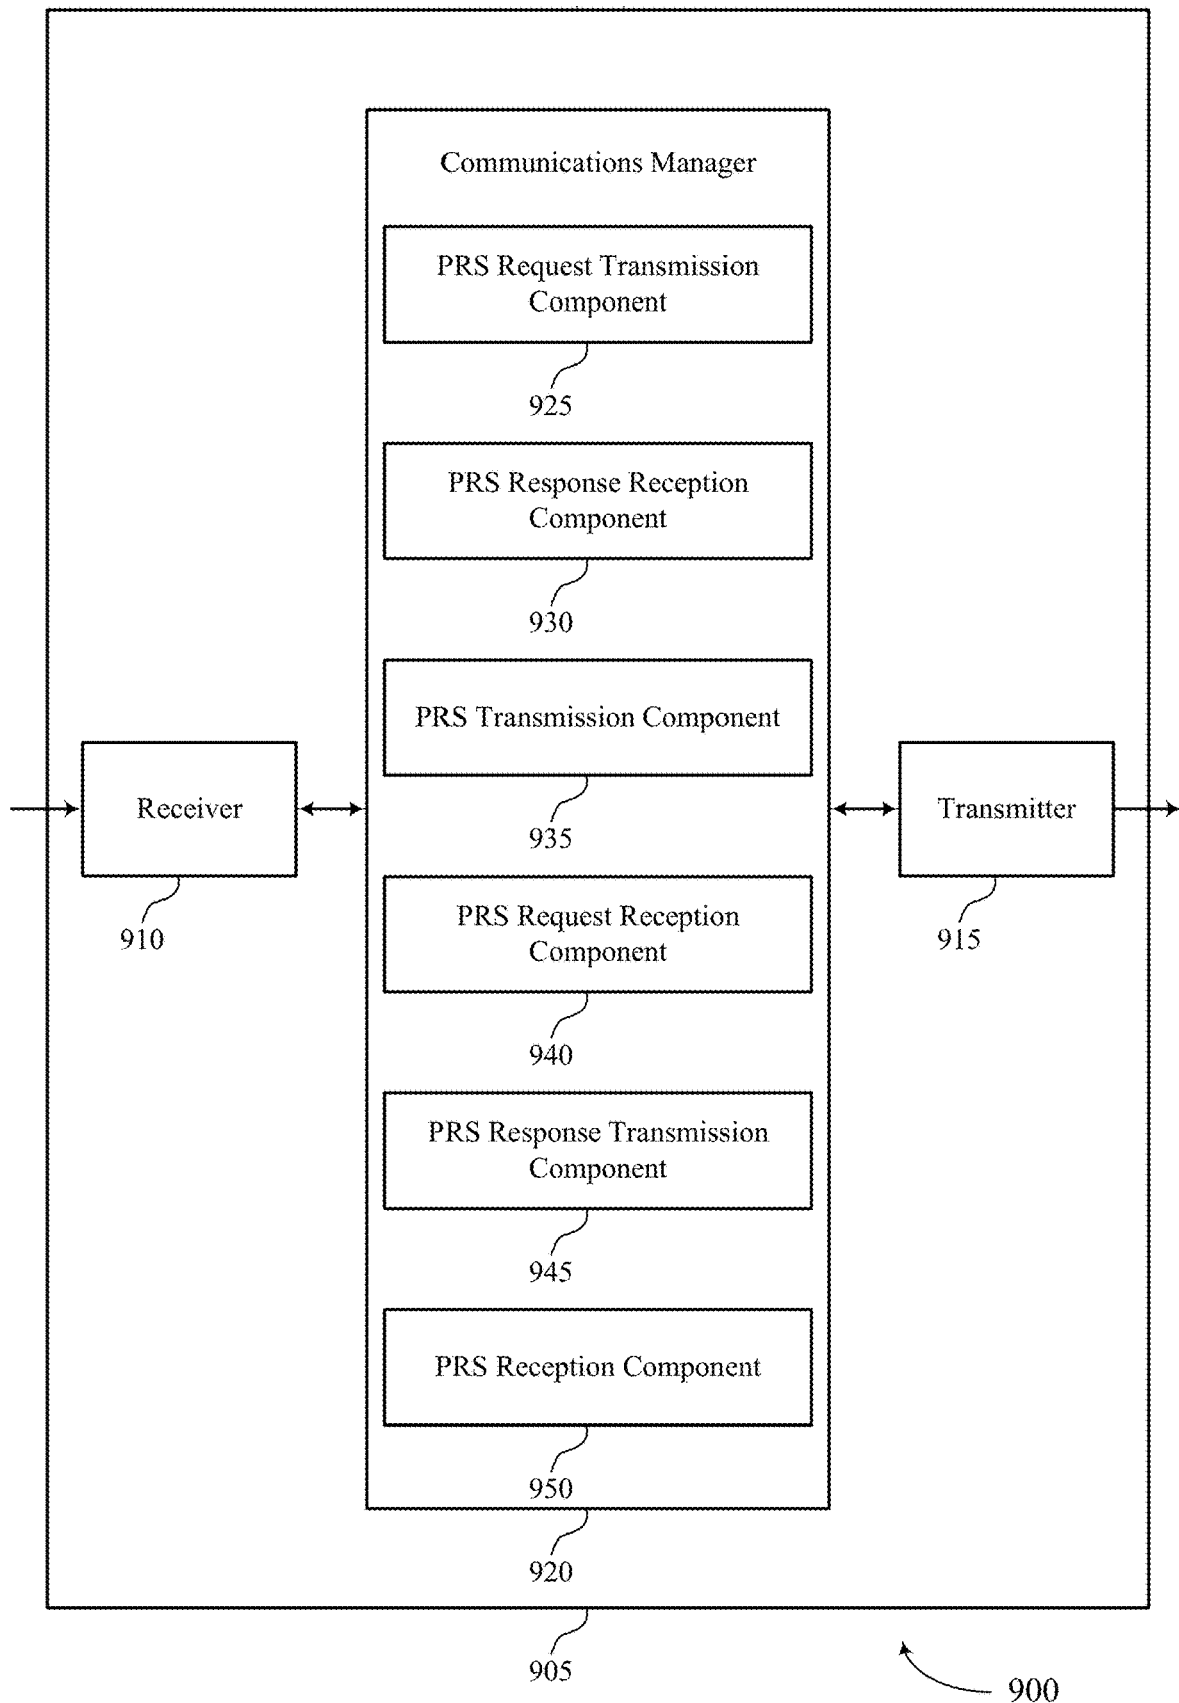 Communications Manager
PRS Request Transmission
Component
925
PRS Response Reception
Component
930
PRS Transmission Component
935
Receiver
910
Transmitter
915
PRS Request Reception
Component
940
PRS Response Transmission
Component
945
PRS Reception Component
950
920
905
900